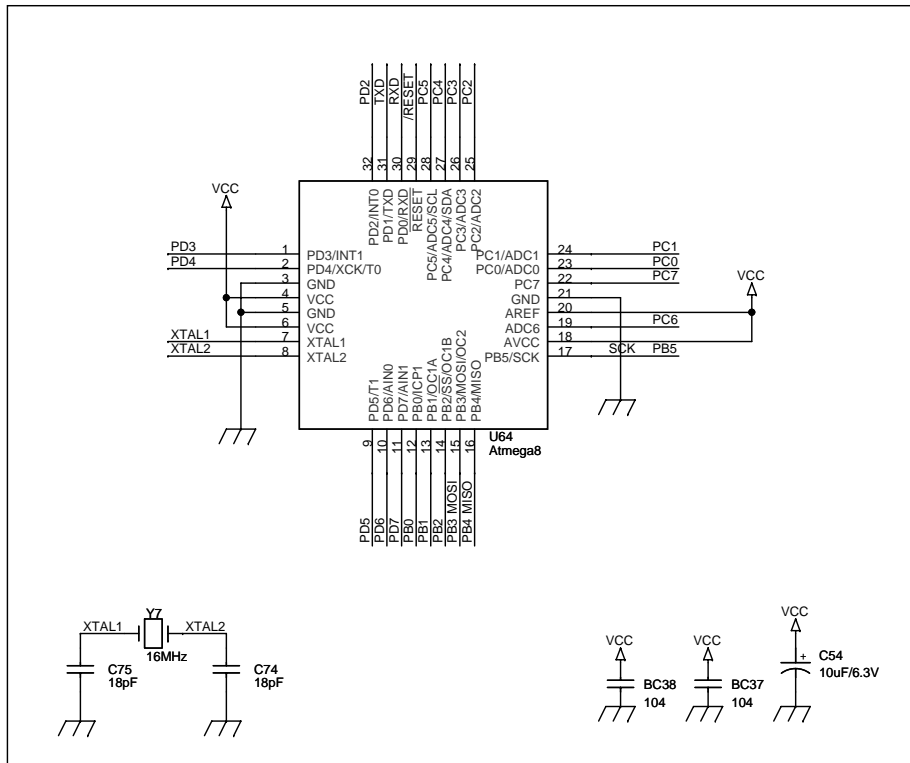 PD2 TXD RXD /RESET PC5 PC4 PC3 PC2
32 31 30 29 28 27 26 25
PD2/INT0 PD1/TXD PD0/RXD RESET PC5/ADC5/SCL PC4/ADC4/SDA PC3/ADC3 PC2/ADC2
VCC
PD3 1 PD3/INT1
PD4 2 PD4/XCK/T0
3 GND
4 VCC
5 GND
6 VCC
XTAL1 7 XTAL1
XTAL2 8 XTAL2
PC1/ADC1 24 PC1
PC0/ADC0 23 PC0
PC7 22 PC7
GND 21
AREF 20
ADC6 19 PC6
AVCC 18
PB5/SCK 17 SCK PB5
VCC
PD5/T1 PD6/AIN0 PD7/AIN1 PB0/ICP1 PB1/OC1A PB2/SS/OC1B PB3/MOSI/OC2 PB4/MISO
9 10 11 12 13 14 15 16
PD5 PD6 PD7 PB0 PB1 PB2 PB3 MOSI PB4 MISO
U64
Atmega8
XTAL1 Y7 XTAL2
16MHz
C75
18pF
C74
18pF
VCC
BC38
104
VCC
BC37
104
VCC
+ C54
10uF/6.3V